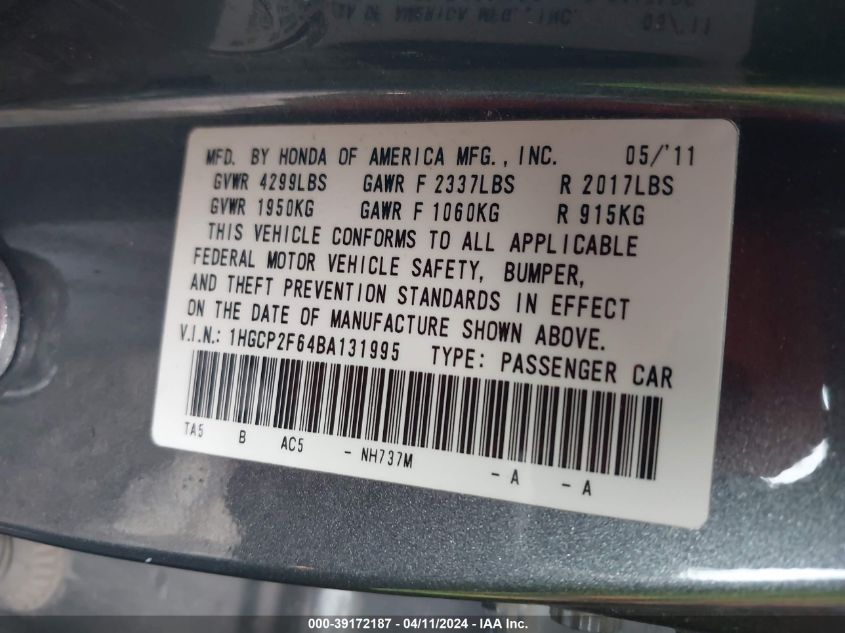 MFD. BY HONDA OF AMERICA MFG., INC. 05/'11
GVWR 4299LBS GAWR F 2337LBS R 2017LBS
GVWR 1950KG GAWR F 1060KG R 915KG
THIS VEHICLE CONFORMS TO ALL APPLICABLE
FEDERAL MOTOR VEHICLE SAFETY, BUMPER,
AND THEFT PREVENTION STANDARDS IN EFFECT
ON THE DATE OF MANUFACTURE SHOWN ABOVE.
V.I.N.: 1HGCP2F64BA131995 TYPE: PASSENGER CAR
TA5 B AC5 - NH737M - A - A
000-39172187 - 04/11/2024 - IAA Inc.